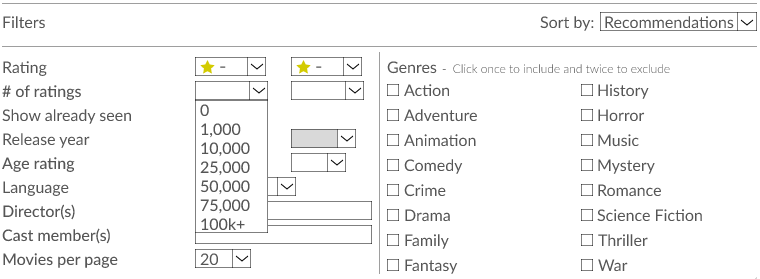 Filters
Sort by: Recommendations
Rating
-
-
# of ratings
0
1,000
10,000
25,000
50,000
75,000
100k+
Show already seen
Release year
Age rating
Language
Director(s)
Cast member(s)
Movies per page 20
Genres - Click once to include and twice to exclude
Action
Adventure
Animation
Comedy
Crime
Drama
Family
Fantasy
History
Horror
Music
Mystery
Romance
Science Fiction
Thriller
War